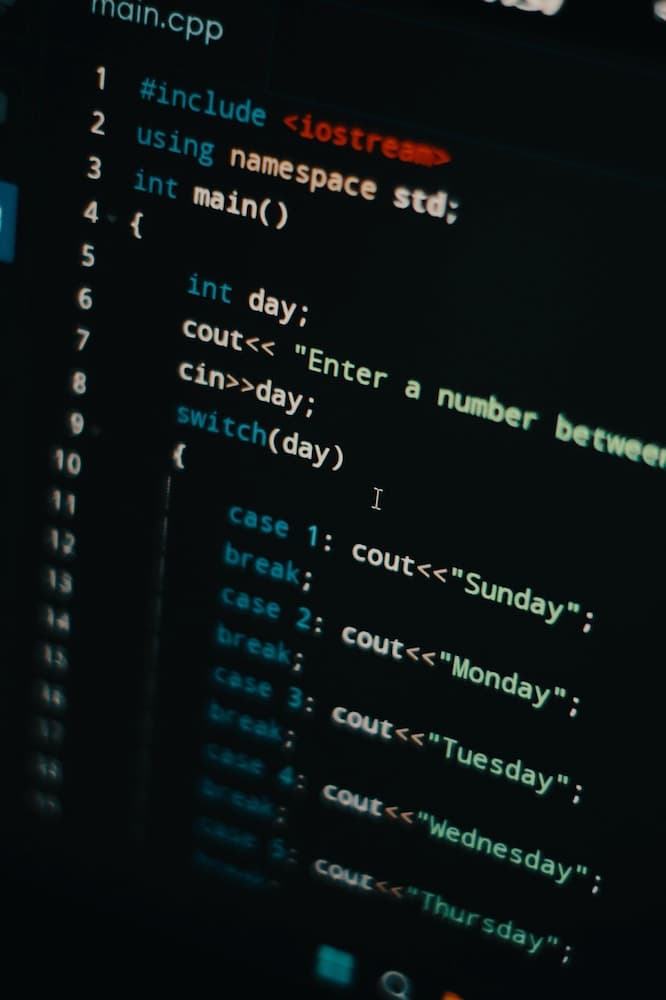 main.cpp
1 #include <iostream>
2 using namespace std;
3 int main()
4 {
5
6 int day;
7 cout<< "Enter a number between
8 cin>>day;
9 switch(day)
10 {
11
12 case 1: cout<<"Sunday";
13 break;
14 case 2: cout<<"Monday";
15 break;
16 case 3: cout<<"Tuesday";
17 break;
18 case 4: cout<<"Wednesday";
break;
case 5: cout<<"Thursday";
break;